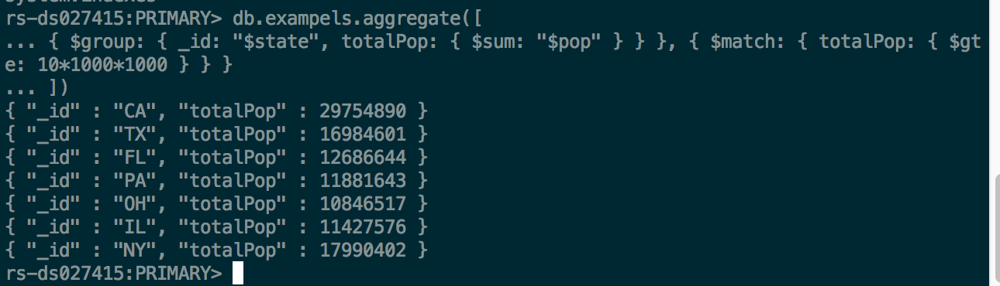 system.indexes
rs-ds027415:PRIMARY> db.exampels.aggregate([
... { $group: { _id: "$state", totalPop: { $sum: "$pop" } } }, { $match: { totalPop: { $gt
e: 10*1000*1000 } } }
... ])
{ "_id" : "CA", "totalPop" : 29754890 }
{ "_id" : "TX", "totalPop" : 16984601 }
{ "_id" : "FL", "totalPop" : 12686644 }
{ "_id" : "PA", "totalPop" : 11881643 }
{ "_id" : "OH", "totalPop" : 10846517 }
{ "_id" : "IL", "totalPop" : 11427576 }
{ "_id" : "NY", "totalPop" : 17990402 }
rs-ds027415:PRIMARY>